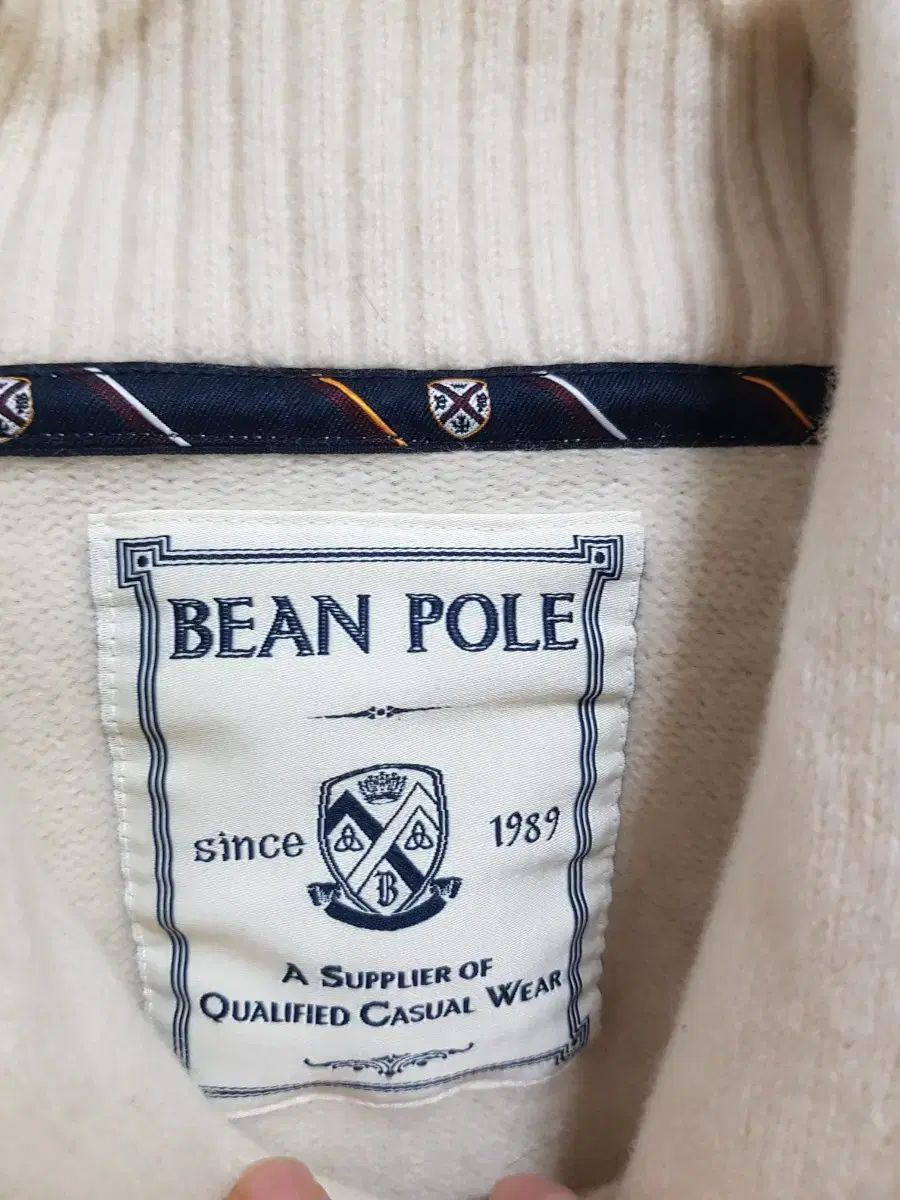 BEAN POLE
since 1989
B
A SUPPLIER OF
QUALIFIED CASUAL WEAR